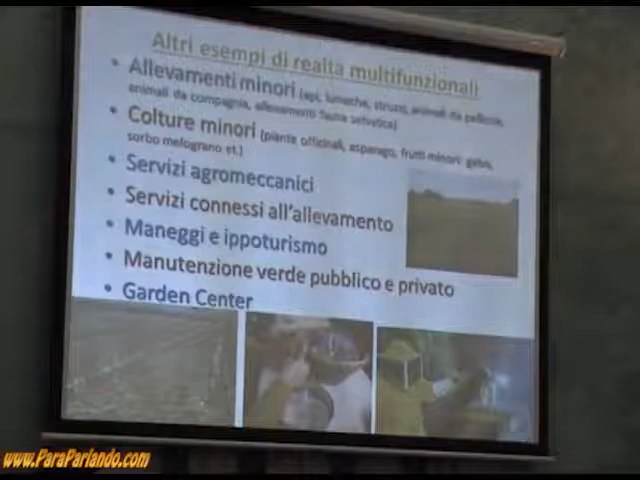 Altri esempi di realta multifunzionali
• Allevamenti minori (api, lumache, struzzi, animali da pelliccia,
animali da compagnia, allevamento fauna selvatica)
• Colture minori (piante officinali, asparago, frutti minori: gelso,
sorbo melograno et.)
• Servizi agromeccanici
• Servizi connessi all'allevamento
• Maneggi e ippoturismo
• Manutenzione verde pubblico e privato
• Garden Center
www.ParaParlando.com